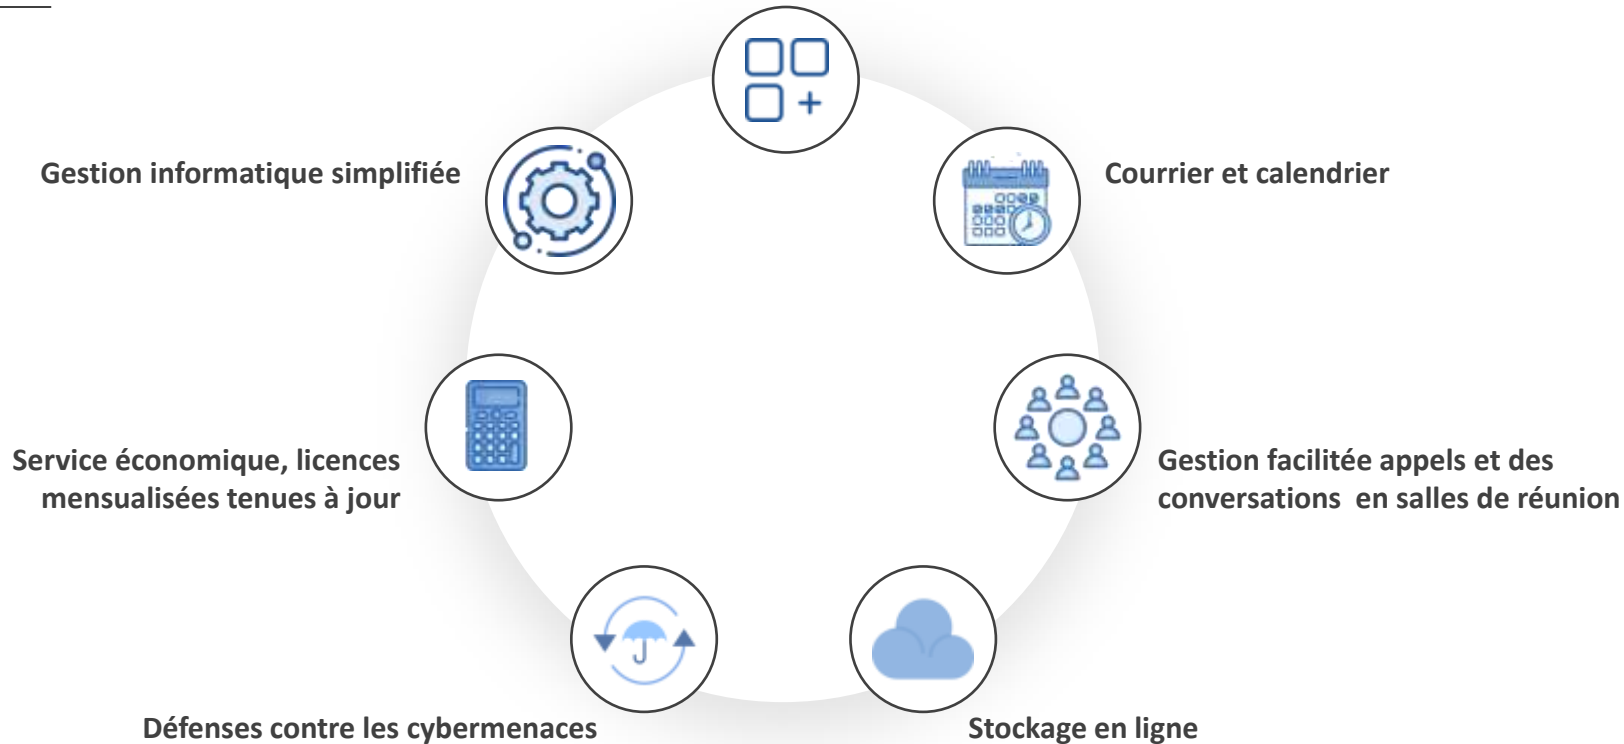 Gestion informatique simplifiée
Courrier et calendrier
Service économique, licences
mensualisées tenues à jour
Gestion facilitée appels et des
conversations  en salles de réunion
Défenses contre les cybermenaces
Stockage en ligne